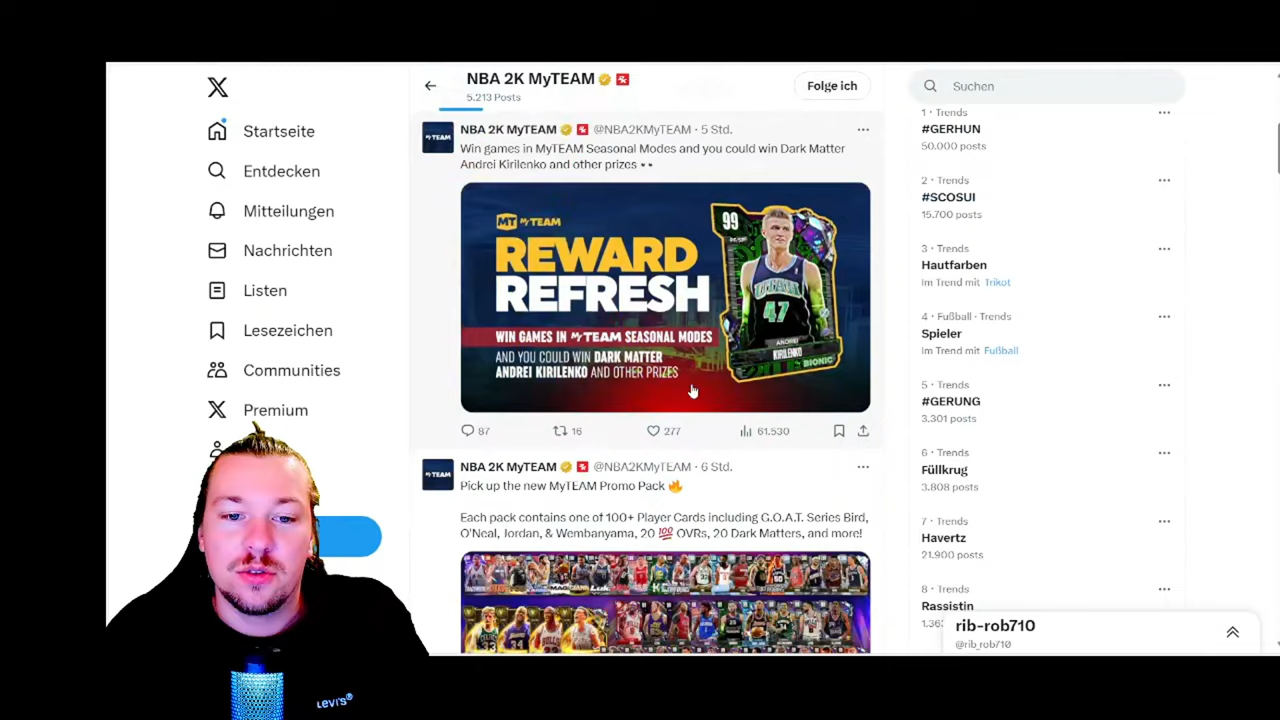 NBA 2K MyTEAM
5.213 Posts
Folge ich
Suchen
Startseite
Entdecken
Mitteilungen
Nachrichten
Listen
Lesezeichen
Communities
Premium
MyTEAM
NBA 2K MyTEAM @NBA2KMyTEAM · 5 Std.
Win games in MyTEAM Seasonal Modes and you could win Dark Matter
Andrei Kirilenko and other prizes 👀
MT MyTEAM
REWARD
REFRESH
WIN GAMES IN MyTEAM SEASONAL MODES
AND YOU COULD WIN DARK MATTER
ANDREI KIRILENKO AND OTHER PRIZES
99
47
ANDREI
KIRILENKO
BIONIC
87
16
277
61.530
MyTEAM
NBA 2K MyTEAM @NBA2KMyTEAM · 6 Std.
Pick up the new MyTEAM Promo Pack 🔥
Each pack contains one of 100+ Player Cards including G.O.A.T. Series Bird,
O'Neal, Jordan, & Wembanyama, 20 💯 OVRs, 20 Dark Matters, and more!
33
34
1 · Trends
#GERHUN
50.000 posts
2 · Trends
#SCOSUI
15.700 posts
3 · Trends
Hautfarben
Im Trend mit Trikot
4 · Fußball · Trends
Spieler
Im Trend mit Fußball
5 · Trends
#GERUNG
3.301 posts
6 · Trends
Füllkrug
3.808 posts
7 · Trends
Havertz
21.900 posts
8 · Trends
Rassistin
rib-rob710
@rib_rob710
LEVI'S®